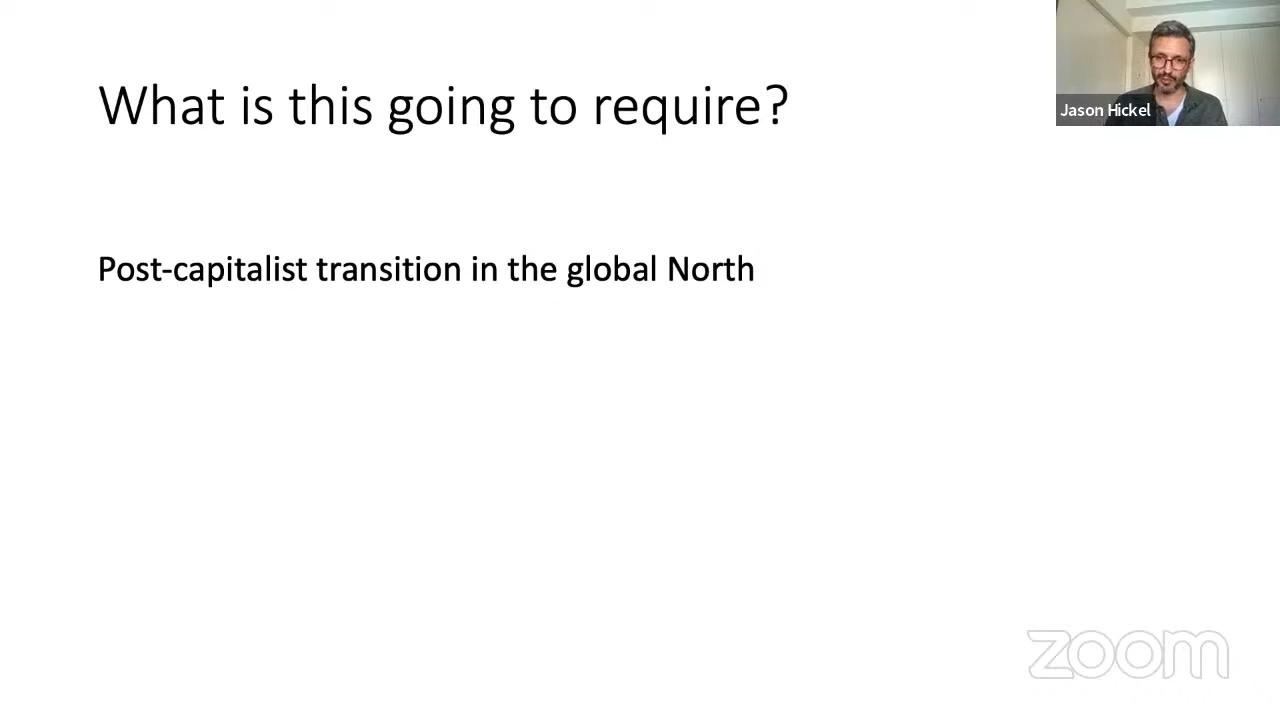 What is this going to require?
Jason Hickel
Post-capitalist transition in the global North
zoom